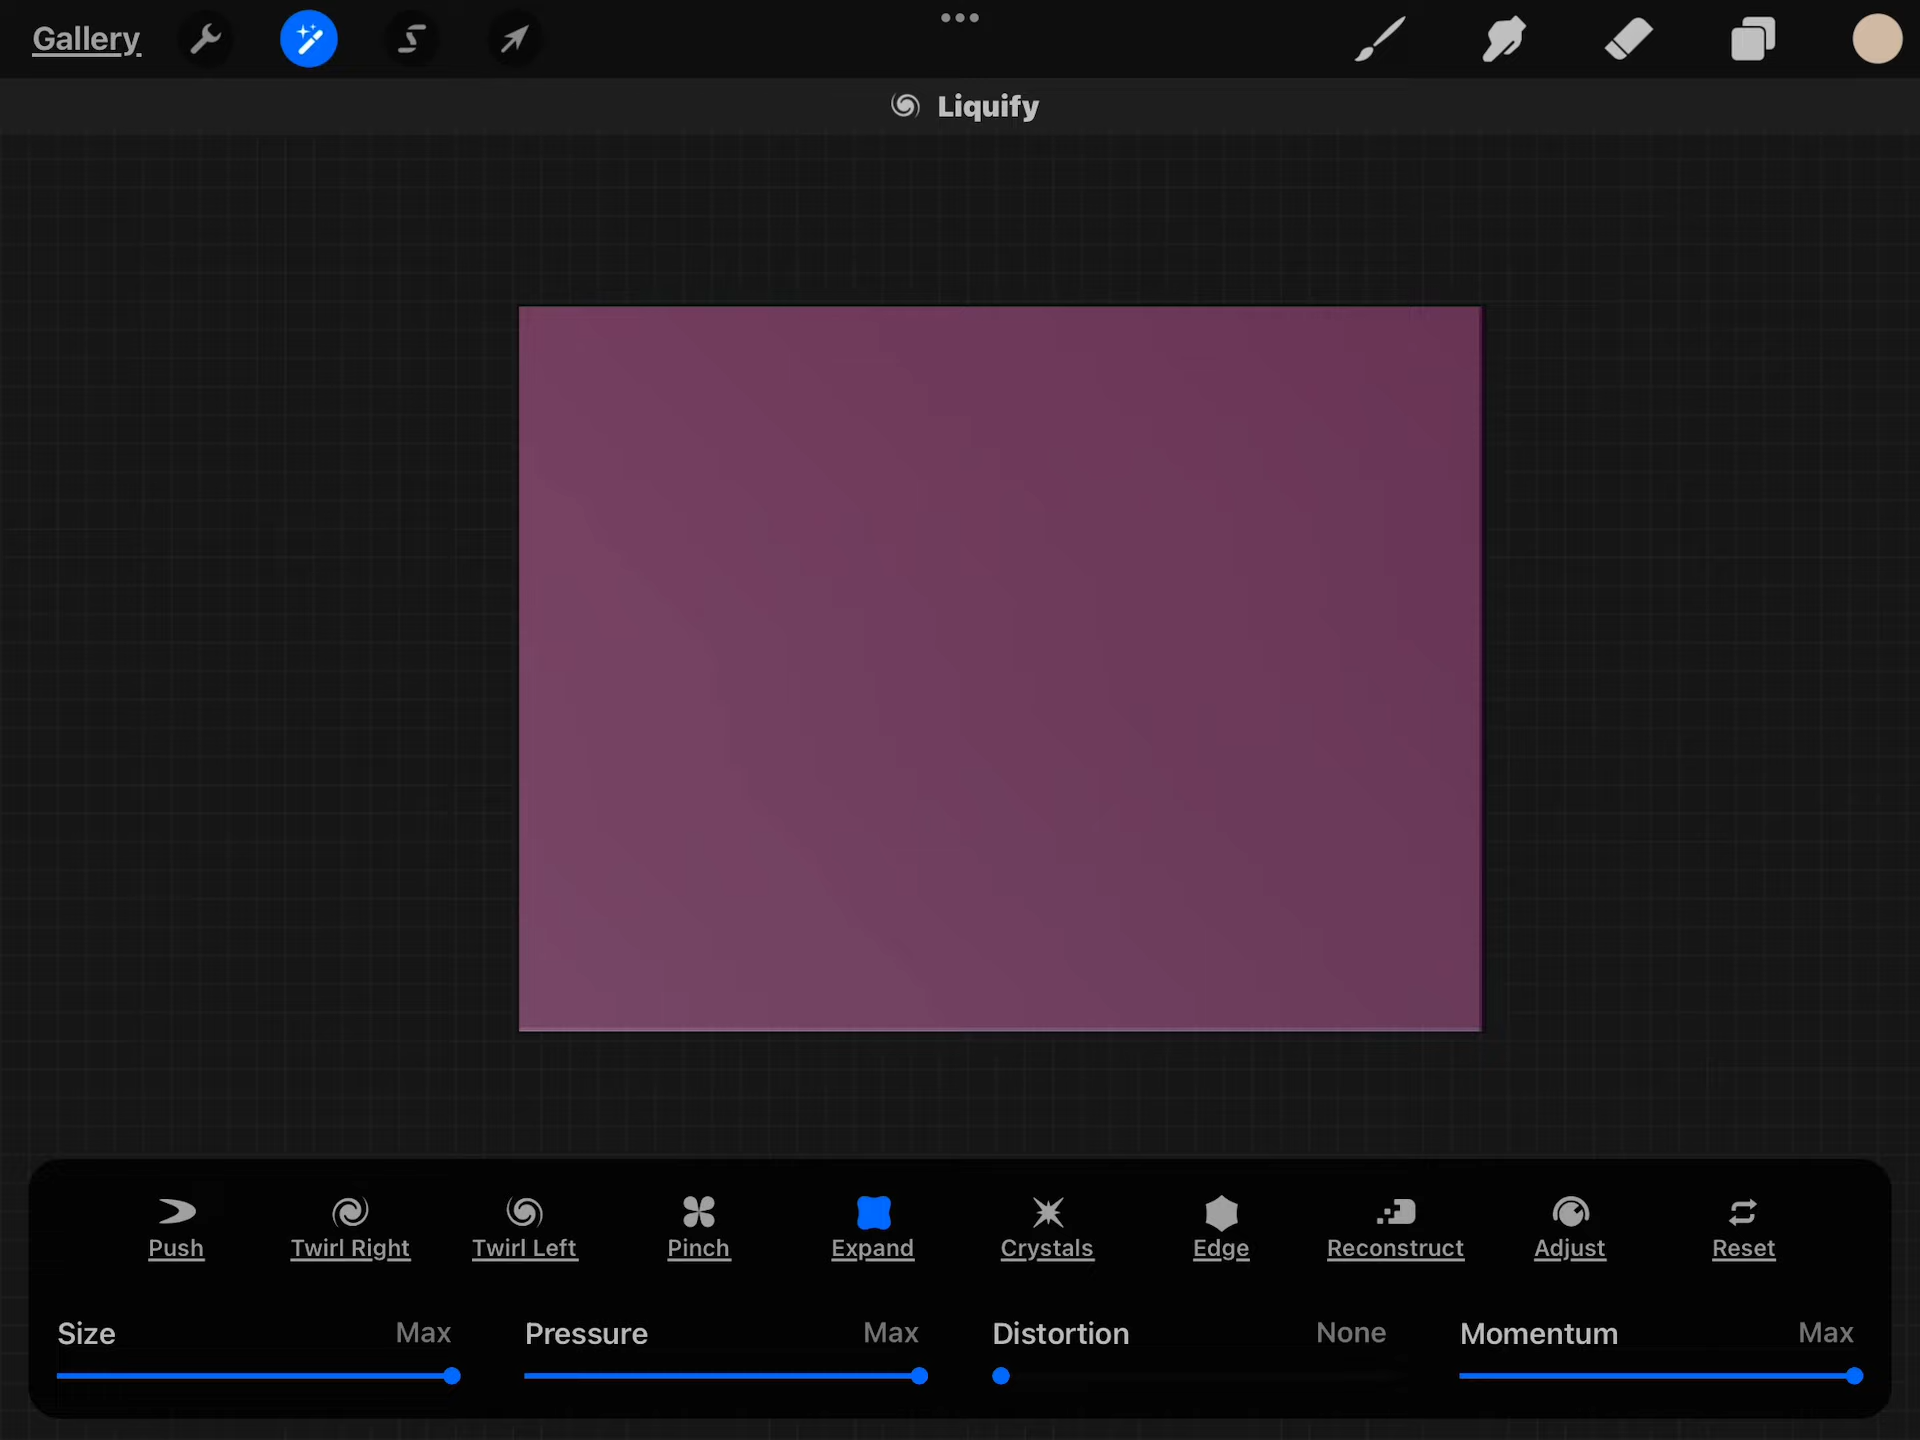 Gallery
Liquify
Push Twirl Right Twirl Left Pinch Expand Crystals Edge Reconstruct Adjust Reset
Size Max Pressure Max Distortion None Momentum Max